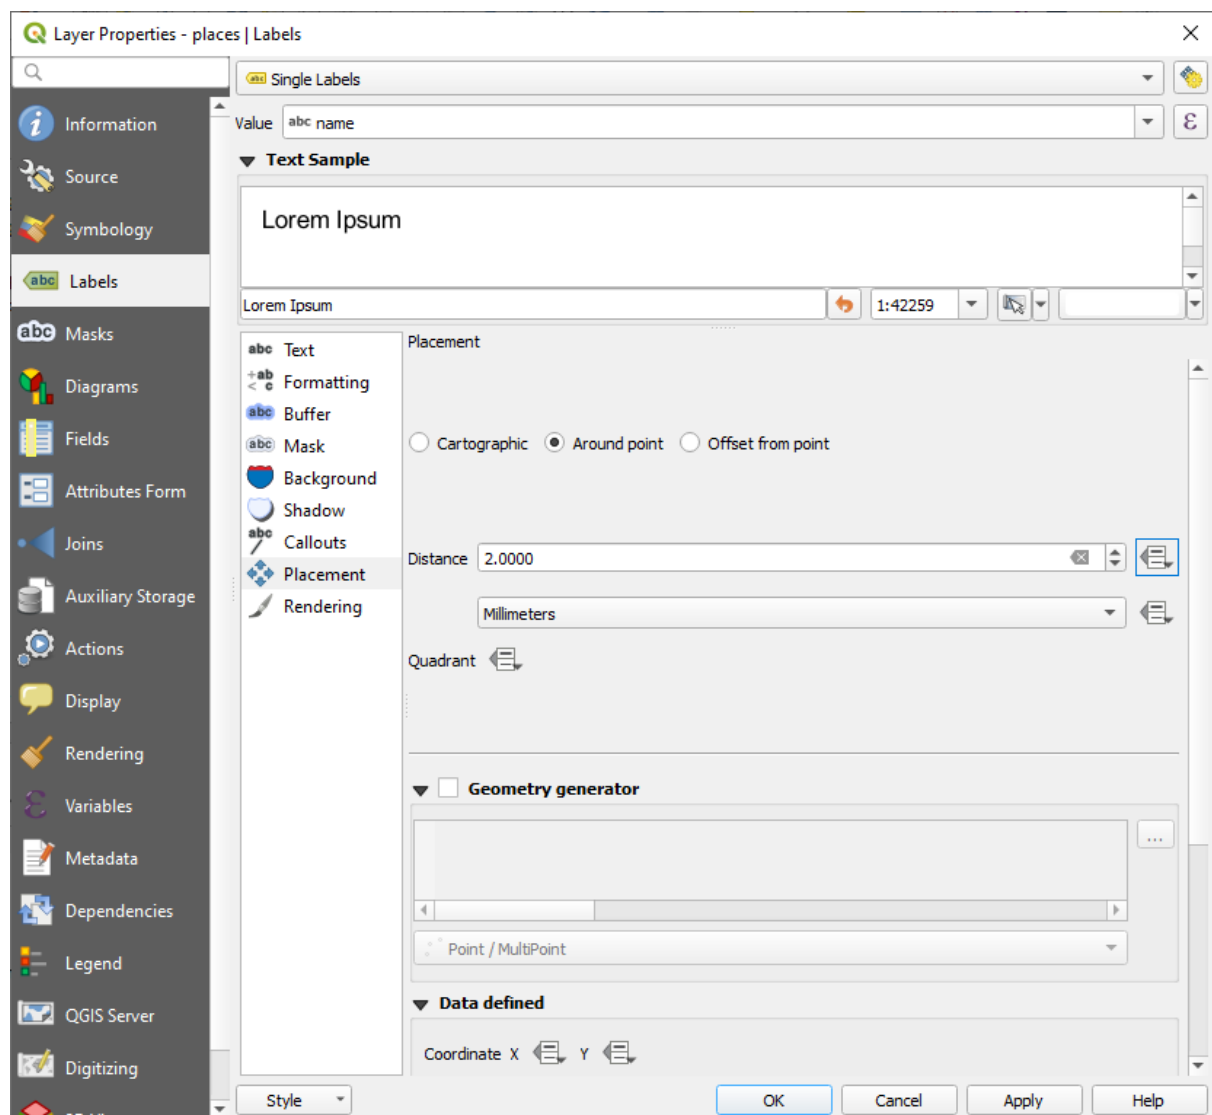 Layer Properties - places | Labels
Single Labels
Information
Value abc name ε
Text Sample
Source
Lorem Ipsum
Symbology
abc Labels
Lorem Ipsum 1:42259
abc Masks
abc Text
Placement
+ab < c Formatting
Diagrams
abc Buffer
Fields
abc Mask
Cartographic Around point Offset from point
Background
Attributes Form
Shadow
abc Callouts
Joins
Distance 2.0000
Placement
Auxiliary Storage
Rendering
Millimeters
Actions
Quadrant
Display
Rendering
Geometry generator
Variables
...
Metadata
Dependencies
Point / MultiPoint
Legend
Data defined
QGIS Server
Coordinate X Y
Digitizing
Style OK Cancel Apply Help